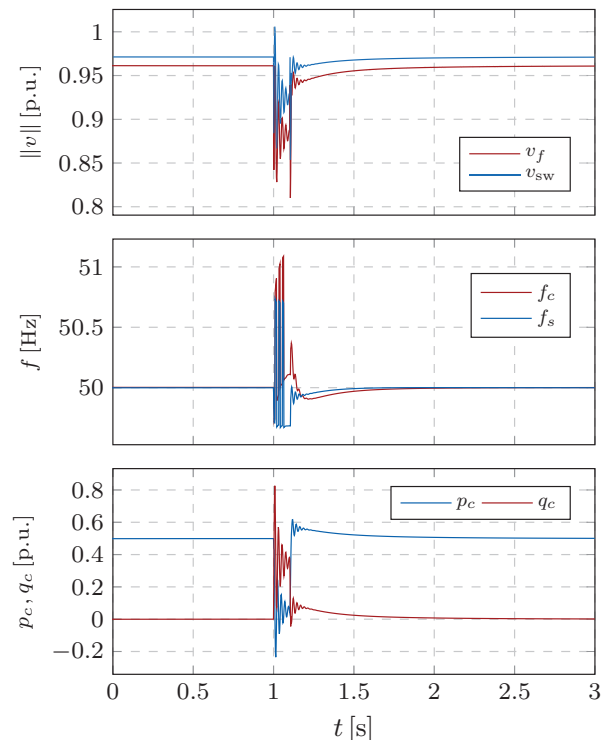 1
0.95
0.9
0.85
0.8
‖v‖ [p.u.]
v_f
v_sw
51
50.5
50
f [Hz]
f_c
f_s
0.8
0.6
0.4
0.2
0
−0.2
p_c, q_c [p.u.]
p_c q_c
0 0.5 1 1.5 2 2.5 3
t [s]